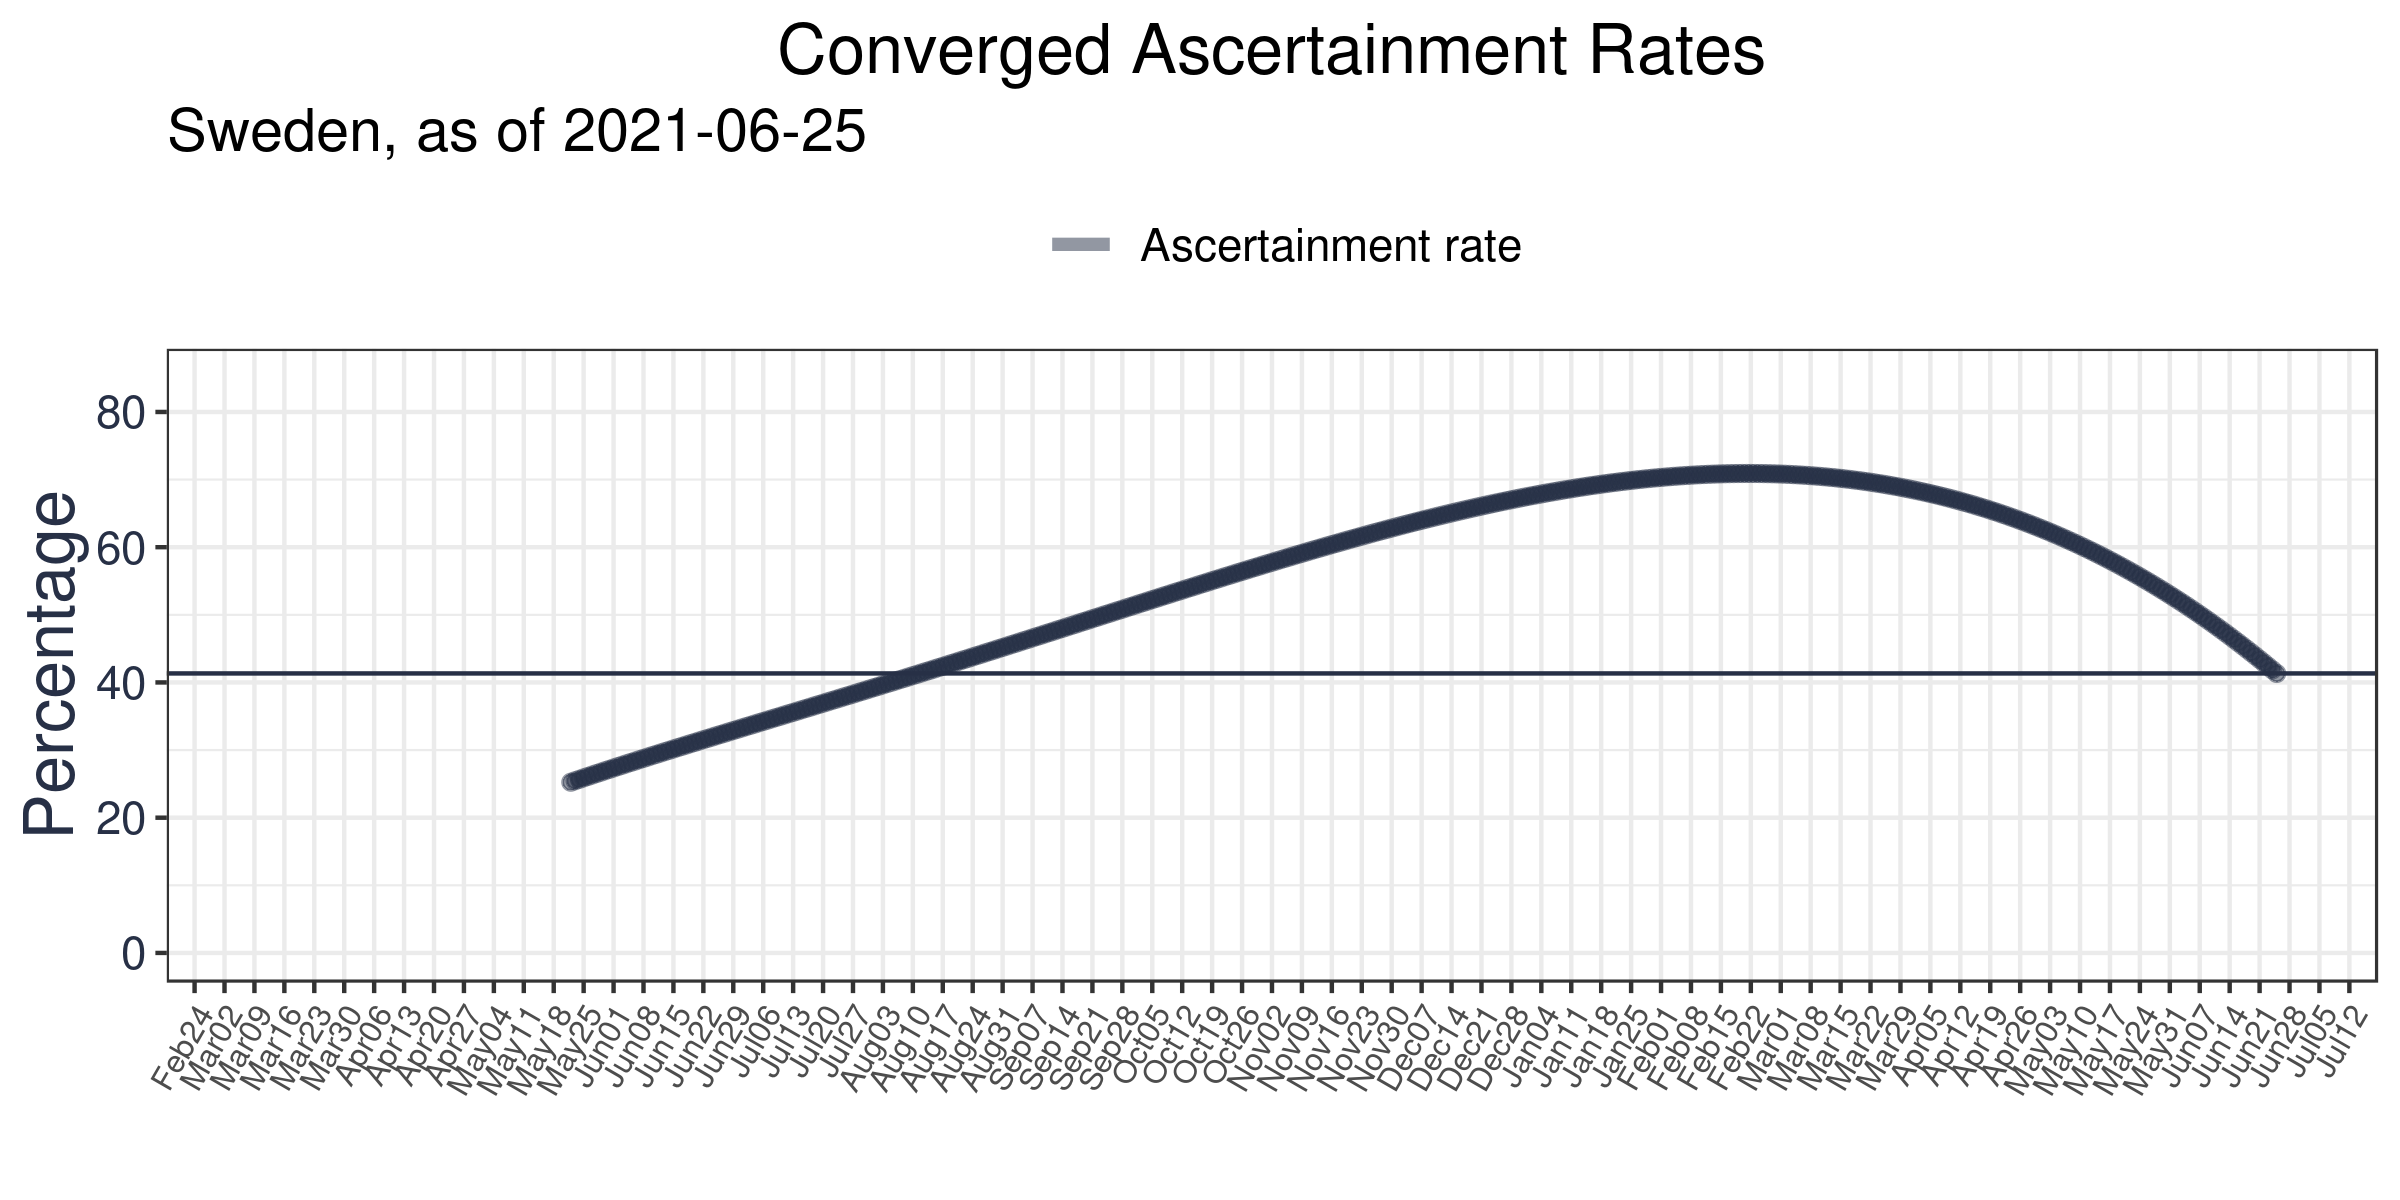 Converged Ascertainment Rates
Sweden, as of 2021-06-25
Ascertainment rate
Percentage
80
60
40
20
0
Feb24 Mar02 Mar09 Mar16 Mar23 Mar30 Apr06 Apr13 Apr20 Apr27 May04 May11 May18 May25 Jun01 Jun08 Jun15 Jun22 Jun29 Jul06 Jul13 Jul20 Jul27 Aug03 Aug10 Aug17 Aug24 Aug31 Sep07 Sep14 Sep21 Sep28 Oct05 Oct12 Oct19 Oct26 Nov02 Nov09 Nov16 Nov23 Nov30 Dec07 Dec14 Dec21 Dec28 Jan04 Jan11 Jan18 Jan25 Feb01 Feb08 Feb15 Feb22 Mar01 Mar08 Mar15 Mar22 Mar29 Apr05 Apr12 Apr19 Apr26 May03 May10 May17 May24 May31 Jun07 Jun14 Jun21 Jun28 Jul05 Jul12